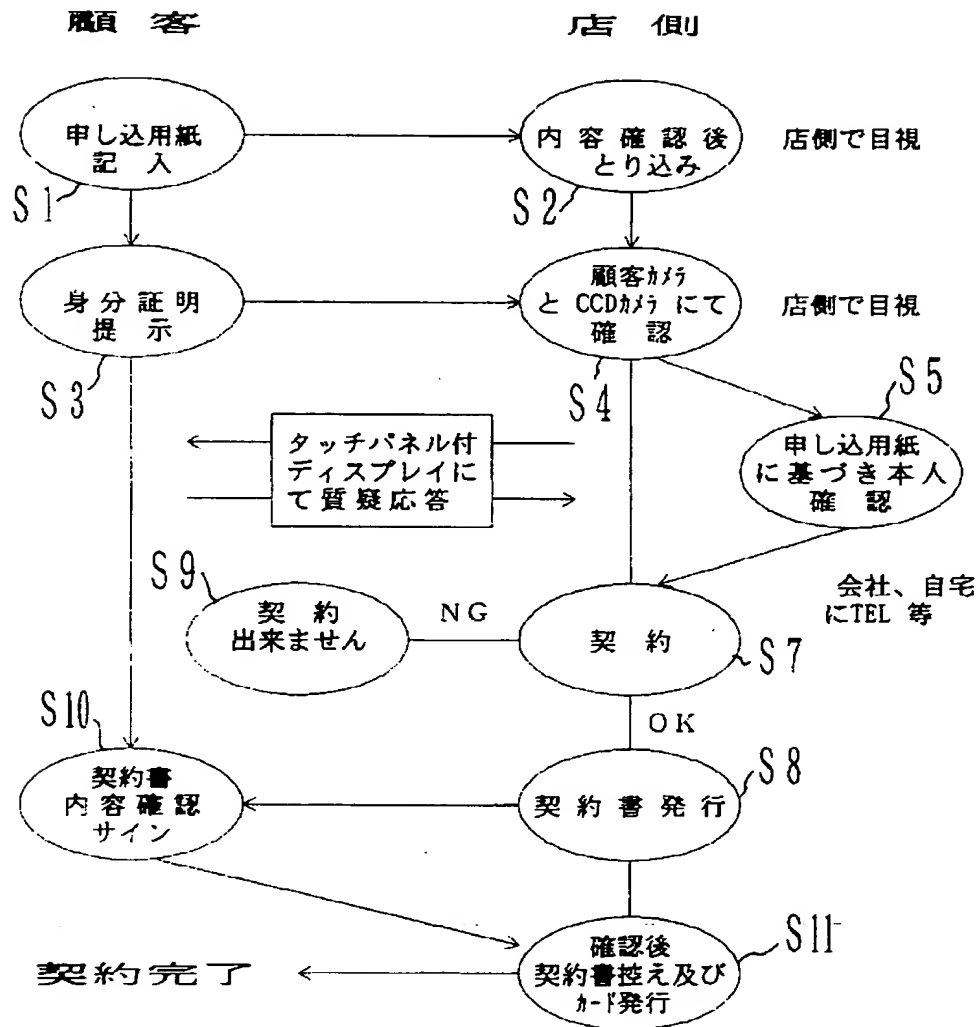 顧客
店側
申し込用紙
記入
S1
内容確認後
とり込み
S2
店側で目視
身分証明
提示
S3
顧客カメラ
と CCDカメラ にて
確認
S4
店側で目視
S5
申し込用紙
に基づき本人
確認
タッチパネル付
ディスプレイに
て質疑応答
会社、自宅
にTEL 等
S9
契約
出来ません
NG
契約
S7
OK
S10
契約書
内容確認
サイン
S8
契約書発行
S11
確認後
契約書控え及び
カード発行
契約完了